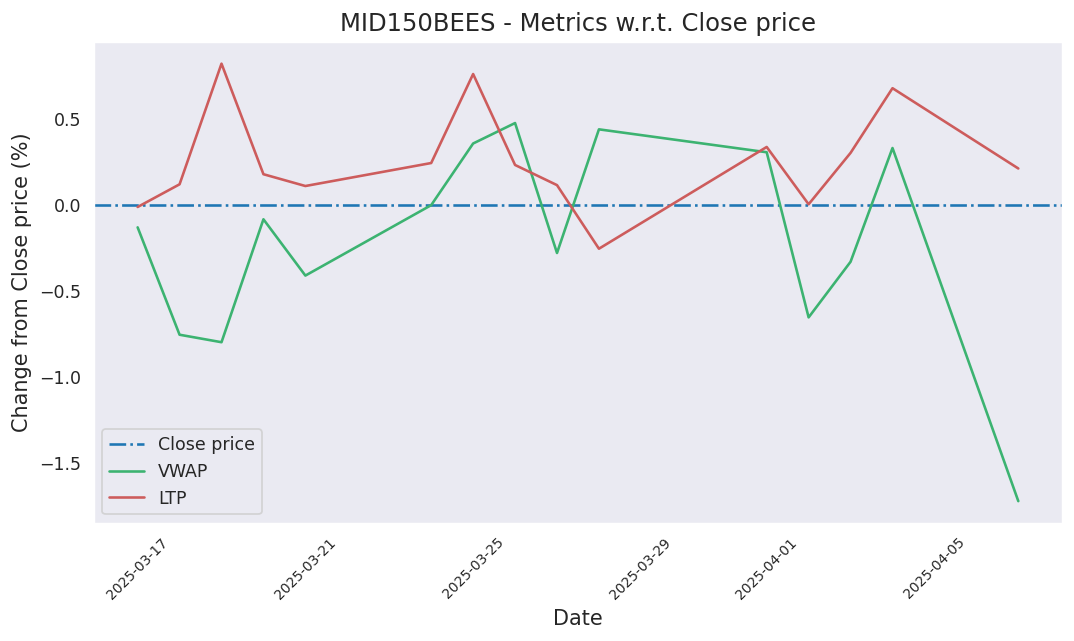 MID150BEES - Metrics w.r.t. Close price
Change from Close price (%)
0.5
0.0
−0.5
−1.0
−1.5
Close price
VWAP
LTP
2025-03-17
2025-03-21
2025-03-25
2025-03-29
2025-04-01
2025-04-05
Date